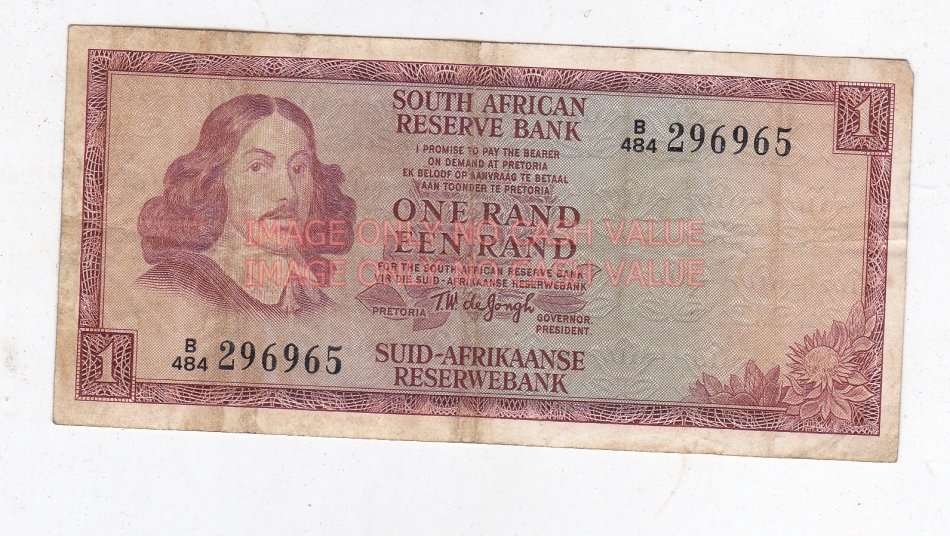 SOUTH AFRICAN
RESERVE BANK
B
484 296965
1
I PROMISE TO PAY THE BEARER
ON DEMAND AT PRETORIA
EK BELOOF OP AANVRAAG TE BETAAL
AAN TOONDER TE PRETORIA
ONE RAND
EEN RAND
IMAGE ONLY NO CASH VALUE
IMAGE ONLY NO CASH VALUE
FOR THE SOUTH AFRICAN RESERVE BANK
VIR DIE SUID-AFRIKAANSE RESERWEBANK
T.W. de Jongh
PRETORIA
GOVERNOR
PRESIDENT
1
B
484 296965
SUID-AFRIKAANSE
RESERWEBANK